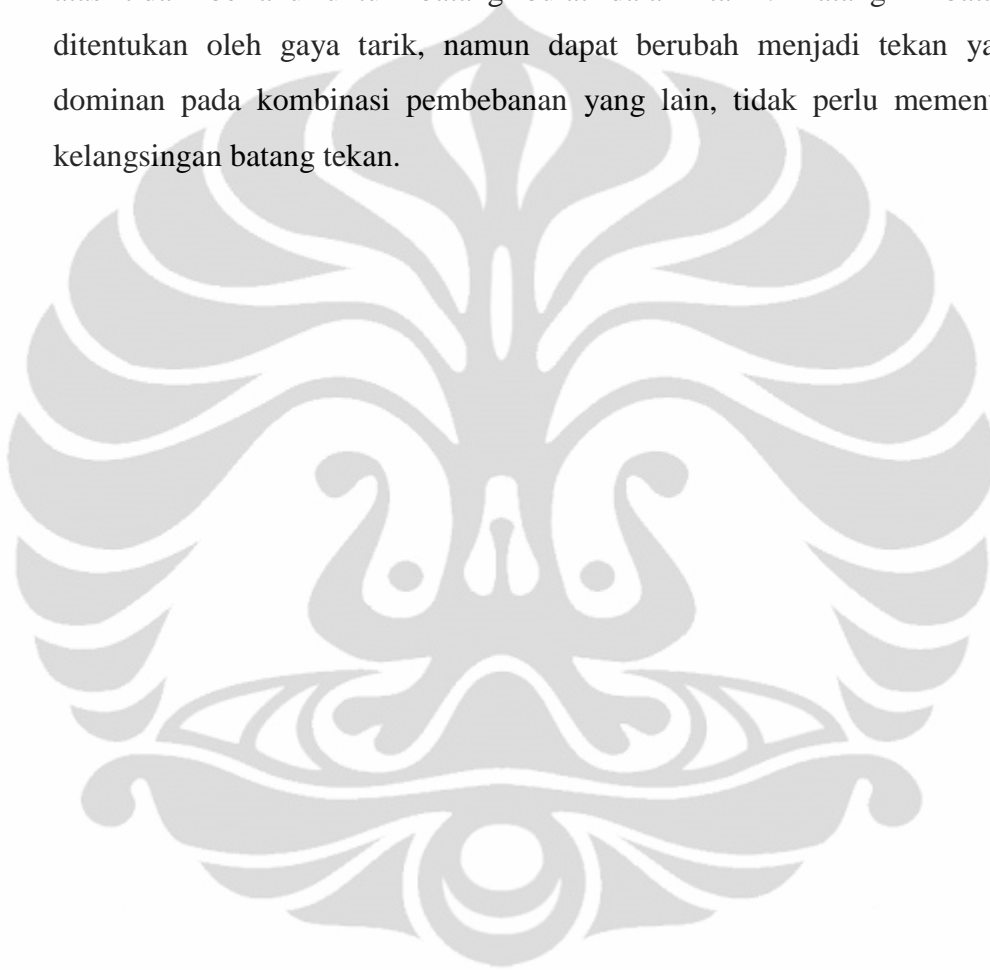 ditentukan oleh gaya tarik, namun dapat berubah menjadi tekan
dominan pada kombinasi pembebanan yang lain, tidak perlu
kelangsingan batang tekan.